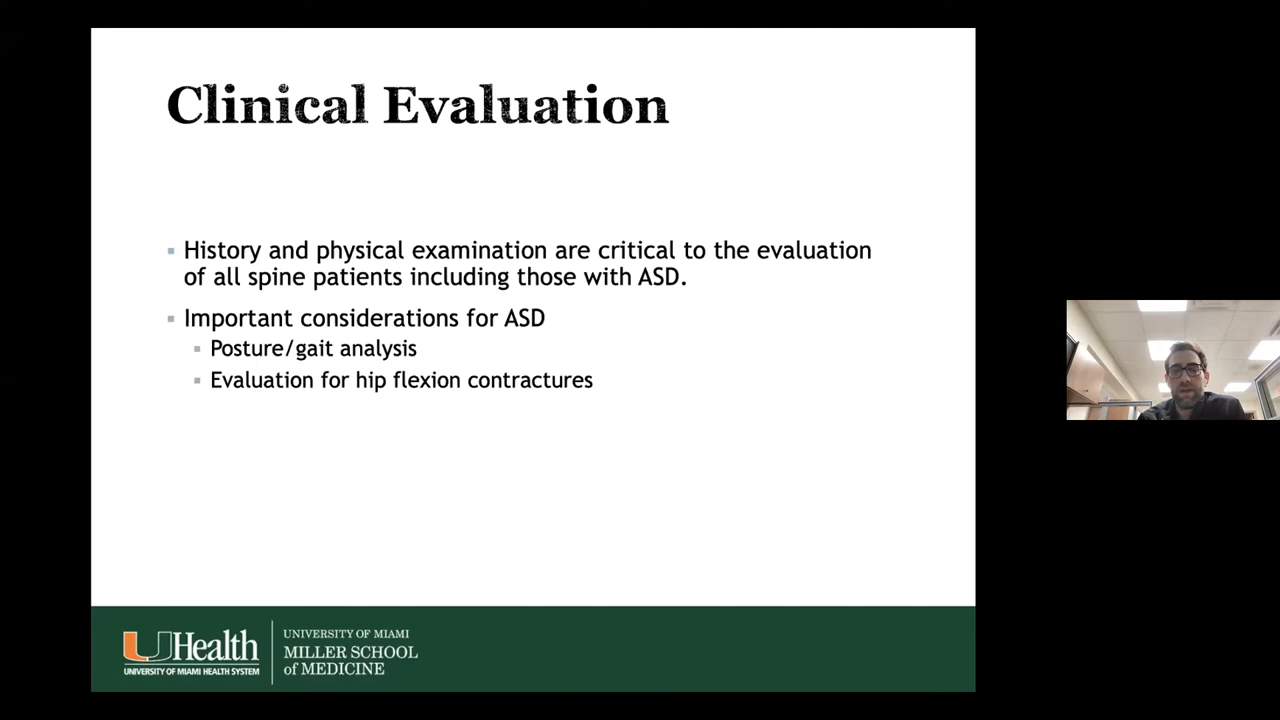 Clinical Evaluation
History and physical examination are critical to the evaluation
of all spine patients including those with ASD.
Important considerations for ASD
Posture/gait analysis
Evaluation for hip flexion contractures
UHealth
UNIVERSITY OF MIAMI HEALTH SYSTEM
UNIVERSITY OF MIAMI
MILLER SCHOOL
of MEDICINE